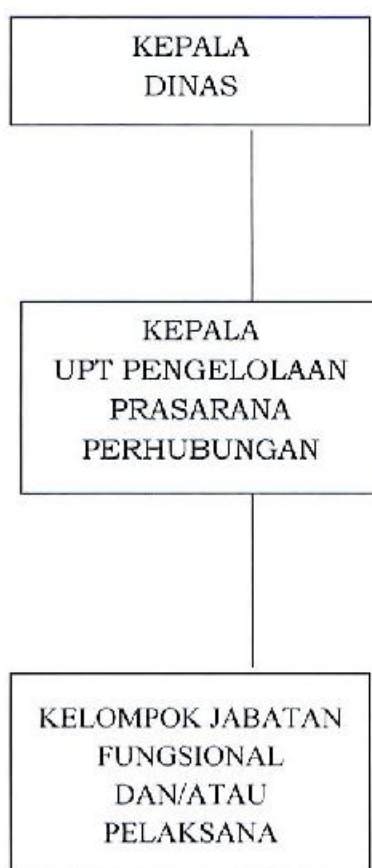 KEPALA
DINAS
KEPALA
UPT PENGELOLAAN
PRASARANA
PERHUBUNGAN
KELOMPOK JABATAN
FUNGSIONAL
DAN/ATAU
PELAKSANA